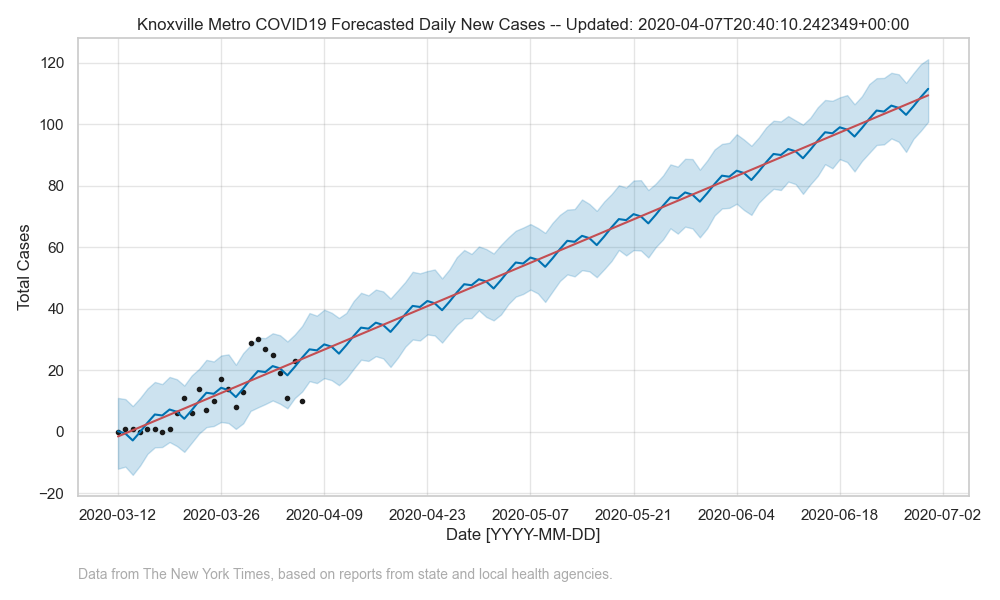 Knoxville Metro COVID19 Forecasted Daily New Cases -- Updated: 2020-04-07T20:40:10.242349+00:00
Total Cases
120
100
80
60
40
20
0
−20
2020-03-12 2020-03-26 2020-04-09 2020-04-23 2020-05-07 2020-05-21 2020-06-04 2020-06-18 2020-07-02
Date [YYYY-MM-DD]
Data from The New York Times, based on reports from state and local health agencies.